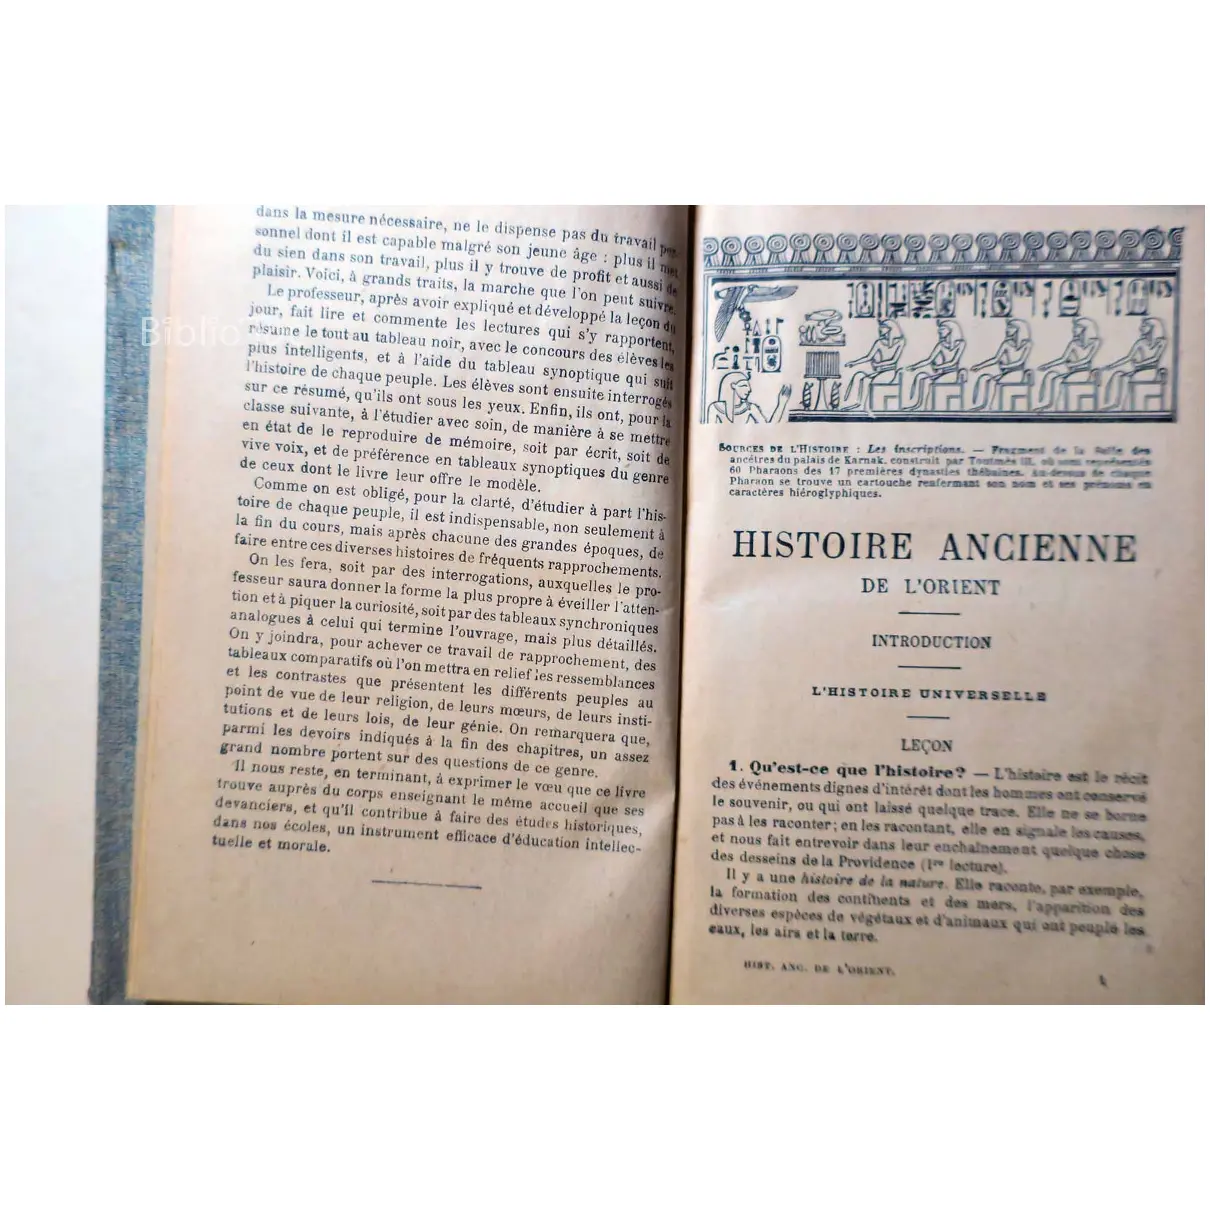 dans la mesure nécessaire, ne le dispense pas du travail per-
sonnel dont il est capable malgré son jeune âge : plus il met
du sien dans son travail, plus il y trouve de profit et aussi de
plaisir. Voici, à grands traits, la marche que l'on peut suivre.
Le professeur, après avoir expliqué et développé la leçon du
jour, fait lire et commente les lectures qui s'y rapportent,
résume le tout au tableau noir, avec le concours des élèves les
plus intelligents, et à l'aide du tableau synoptique qui suit
l'histoire de chaque peuple. Les élèves sont ensuite interrogés
sur ce résumé, qu'ils ont sous les yeux. Enfin, ils ont, pour la
classe suivante, à l'étudier avec soin, de manière à se mettre
en état de le reproduire de mémoire, soit par écrit, soit de
vive voix, et de préférence en tableaux synoptiques du genre
de ceux dont le livre leur offre le modèle.
Comme on est obligé, pour la clarté, d'étudier à part l'his-
toire de chaque peuple, il est indispensable, non seulement à
la fin du cours, mais après chacune des grandes époques, de
faire entre ces diverses histoires de fréquents rapprochements.
On les fera, soit par des interrogations, auxquelles le pro-
fesseur saura donner la forme la plus propre à éveiller l'atten-
tion et à piquer la curiosité, soit par des tableaux synchroniques
analogues à celui qui termine l'ouvrage, mais plus détaillés.
On y joindra, pour achever ce travail de rapprochement, des
tableaux comparatifs où l'on mettra en relief les ressemblances
et les contrastes que présentent les différents peuples au
point de vue de leur religion, de leurs mœurs, de leurs insti-
tutions et de leurs lois, de leur génie. On remarquera que,
parmi les devoirs indiqués à la fin des chapitres, un assez
grand nombre portent sur des questions de ce genre.
Il nous reste, en terminant, à exprimer le vœu que ce livre
trouve auprès du corps enseignant le même accueil que ses
devanciers, et qu'il contribue à faire des études historiques,
dans nos écoles, un instrument efficace d'éducation intellec-
tuelle et morale.
SOURCES DE L'HISTOIRE : Les inscriptions. — Fragment de la Salle des
ancêtres du palais de Karnak, construit par Toutmès III, où sont représentés
60 Pharaons des 17 premières dynasties thébaines. Au-dessus de chaque
Pharaon se trouve un cartouche renfermant son nom et ses prénoms en
caractères hiéroglyphiques.
HISTOIRE ANCIENNE
DE L'ORIENT
INTRODUCTION
L'HISTOIRE UNIVERSELLE
LEÇON
1. Qu'est-ce que l'histoire? — L'histoire est le récit
des événements dignes d'intérêt dont les hommes ont conservé
le souvenir, ou qui ont laissé quelque trace. Elle ne se borne
pas à les raconter; en les racontant, elle en signale les causes,
et nous fait entrevoir dans leur enchaînement quelque chose
des desseins de la Providence (1re lecture).
Il y a une histoire de la nature. Elle raconte, par exemple,
la formation des continents et des mers, l'apparition des
diverses espèces de végétaux et d'animaux qui ont peuplé les
eaux, les airs et la terre.
HIST. ANC. DE L'ORIENT.
1